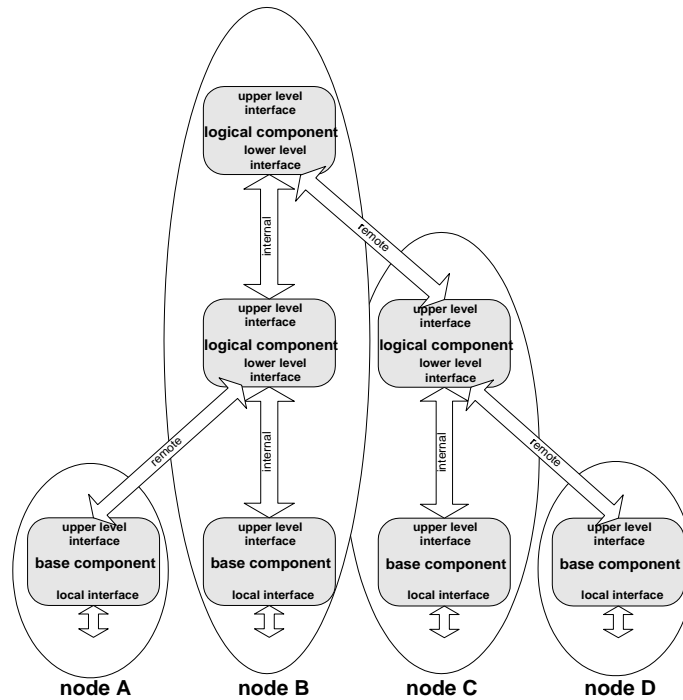 upper level
interface
logical component
lower level
interface
internal
remote
upper level
interface
logical component
lower level
interface
upper level
interface
logical component
lower level
interface
remote
internal
internal
remote
upper level
interface
base component
local interface
upper level
interface
base component
local interface
upper level
interface
base component
local interface
upper level
interface
base component
local interface
node A
node B
node C
node D